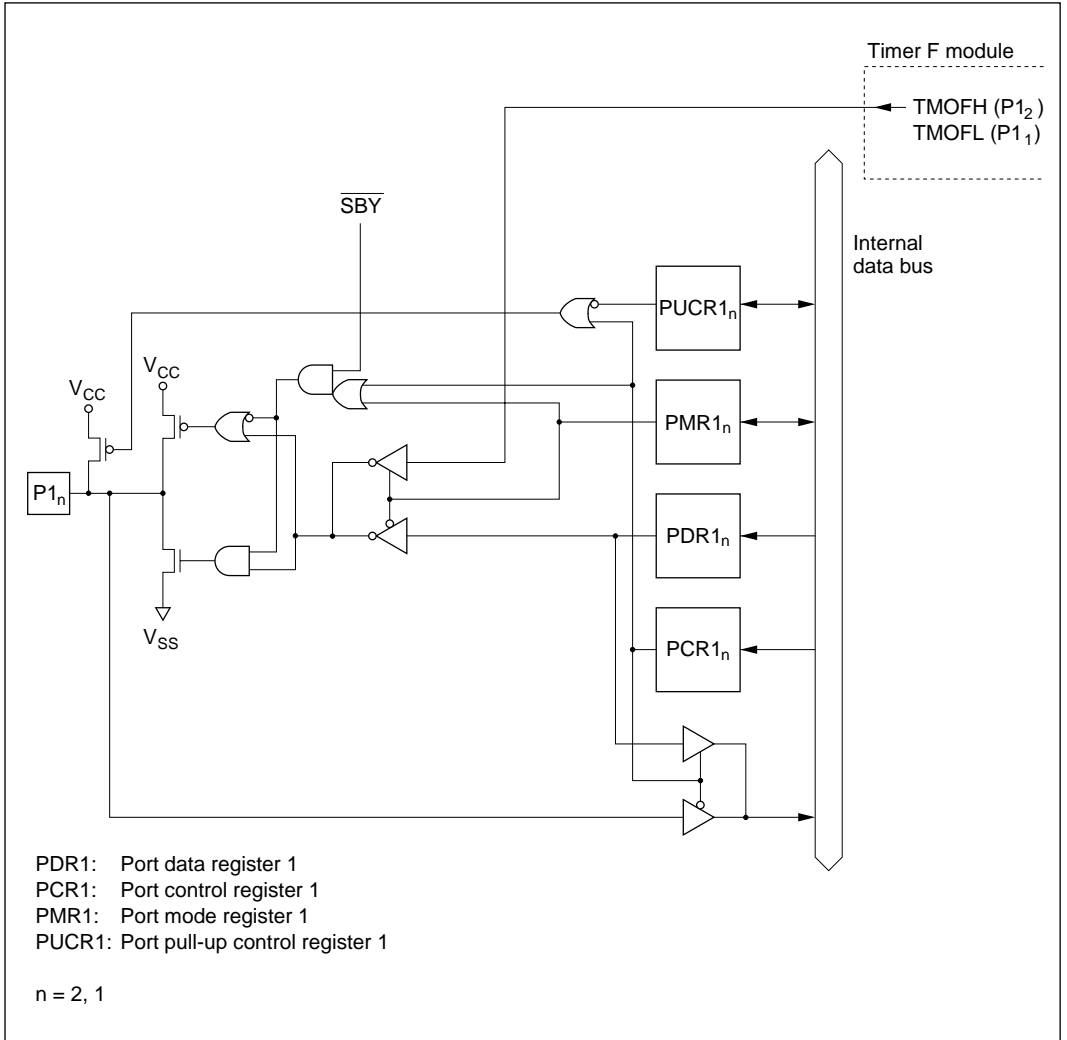 Timer F module
TMOFH (P1₂)
TMOFL (P1₁)
SBY
Internal
data bus
PUCR1ₙ
V_CC
V_CC
PMR1ₙ
P1ₙ
PDR1ₙ
V_SS
PCR1ₙ
PDR1: Port data register 1
PCR1: Port control register 1
PMR1: Port mode register 1
PUCR1: Port pull-up control register 1
n = 2, 1